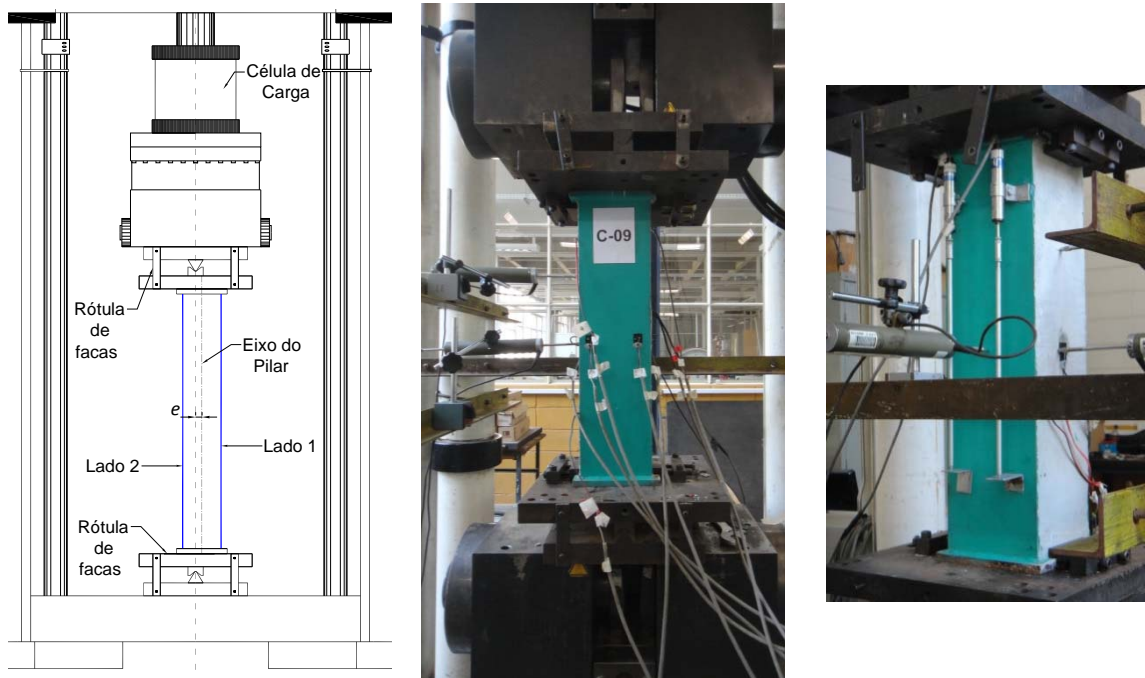 Célula de
Carga
Rótula
de
facas
Eixo do
Pilar
e
Lado 1
Lado 2
Rótula
de
facas
C-09